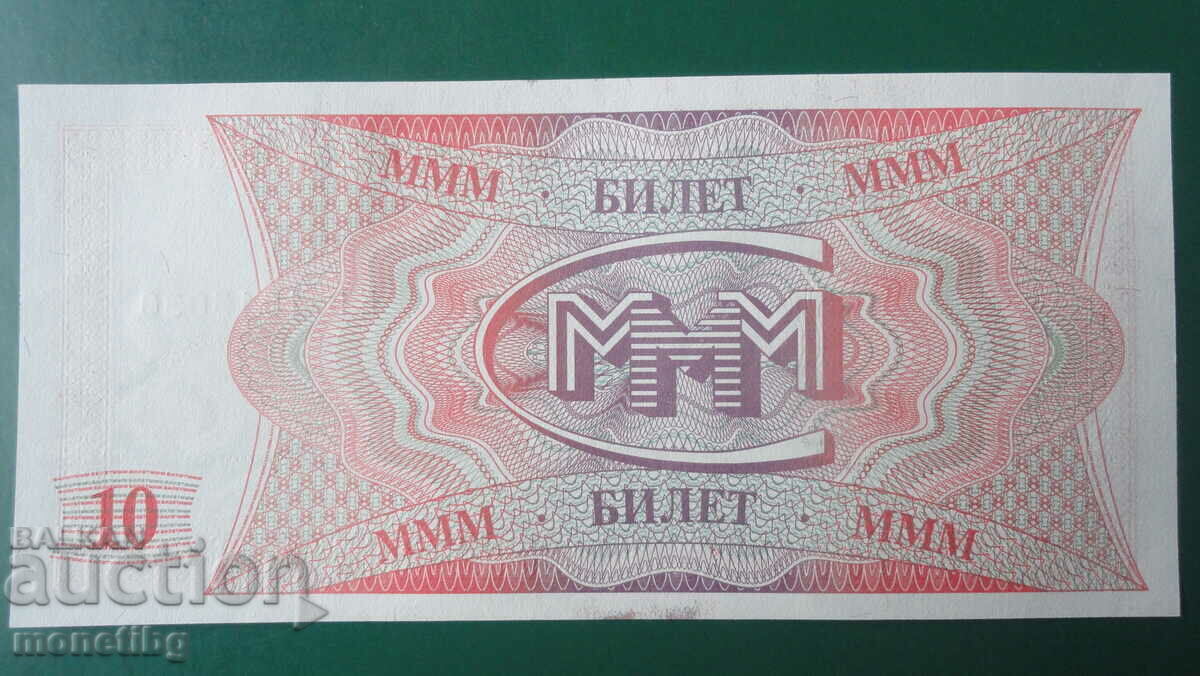 МММ · БИЛЕТ · МММ
МММ
10
МММ · БИЛЕТ · МММ
BALKAN
auction
monetibg